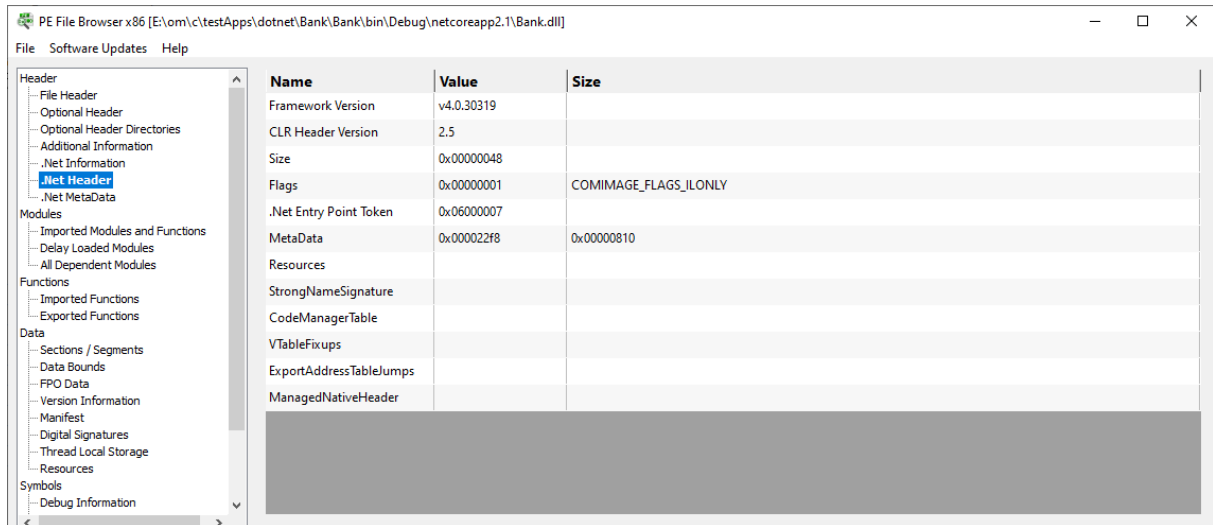 PE File Browser x86 [E:\om\c\testApps\dotnet\Bank\Bank\bin\Debug\netcoreapp2.1\Bank.dll]
File Software Updates Help
Header
File Header
Optional Header
Optional Header Directories
Additional Information
.Net Information
.Net Header
.Net MetaData
Modules
Imported Modules and Functions
Delay Loaded Modules
All Dependent Modules
Functions
Imported Functions
Exported Functions
Data
Sections / Segments
Data Bounds
FPO Data
Version Information
Manifest
Digital Signatures
Thread Local Storage
Resources
Symbols
Debug Information
Name Value Size
Framework Version v4.0.30319
CLR Header Version 2.5
Size 0x00000048
Flags 0x00000001 COMIMAGE_FLAGS_ILONLY
.Net Entry Point Token 0x06000007
MetaData 0x000022f8 0x00000810
Resources
StrongNameSignature
CodeManagerTable
VTableFixups
ExportAddressTableJumps
ManagedNativeHeader